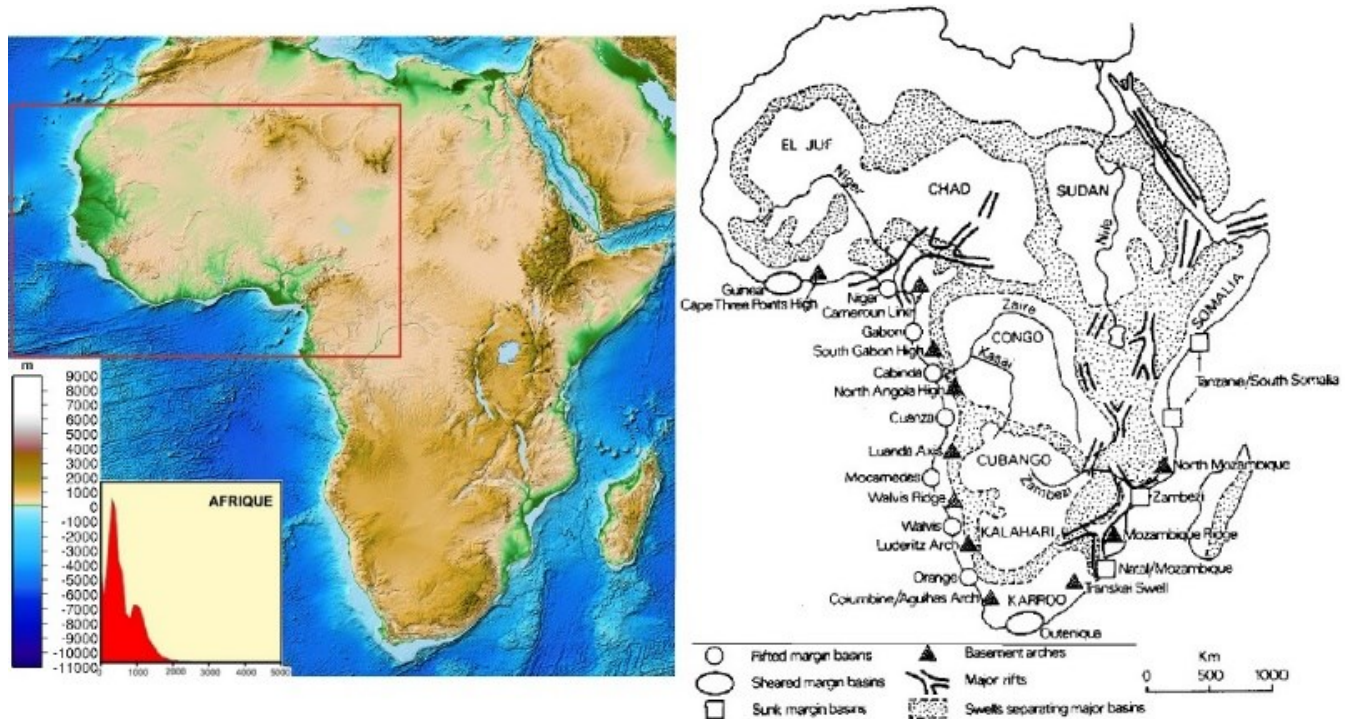 m
9000
8000
7000
6000
5000
4000
3000
2000
1000
0
-1000
-2000
-3000
-4000
-5000
-6000
-7000
-8000
-9000
-10000
-11000
AFRIQUE
0 1000 2000 3000 4000 5000
EL JUF
Niger
CHAD
SUDAN
Nile
SOMALIA
Guinea
Cape Three Points High
Niger
Cameroun Line
Gabon
South Gabon High
Cabinda
North Angola High
Cuanza
Luanda Axis
Mocamedes
Walvis Ridge
Walvis
Luderitz Arch
Orange
Columbine/Agulhas Arch
Zaire
CONGO
Kasai
CUBANGO
Zambezi
KALAHARI
KARROO
Outeniqua
Tanzania/South Somalia
North Mozambique
Zambezi
Mozambique Ridge
Natal/Mozambique
Transkei Swell
Rifted margin basins
Sheared margin basins
Sunk margin basins
Basement arches
Major rifts
Swells separating major basins
Km
0 500 1000